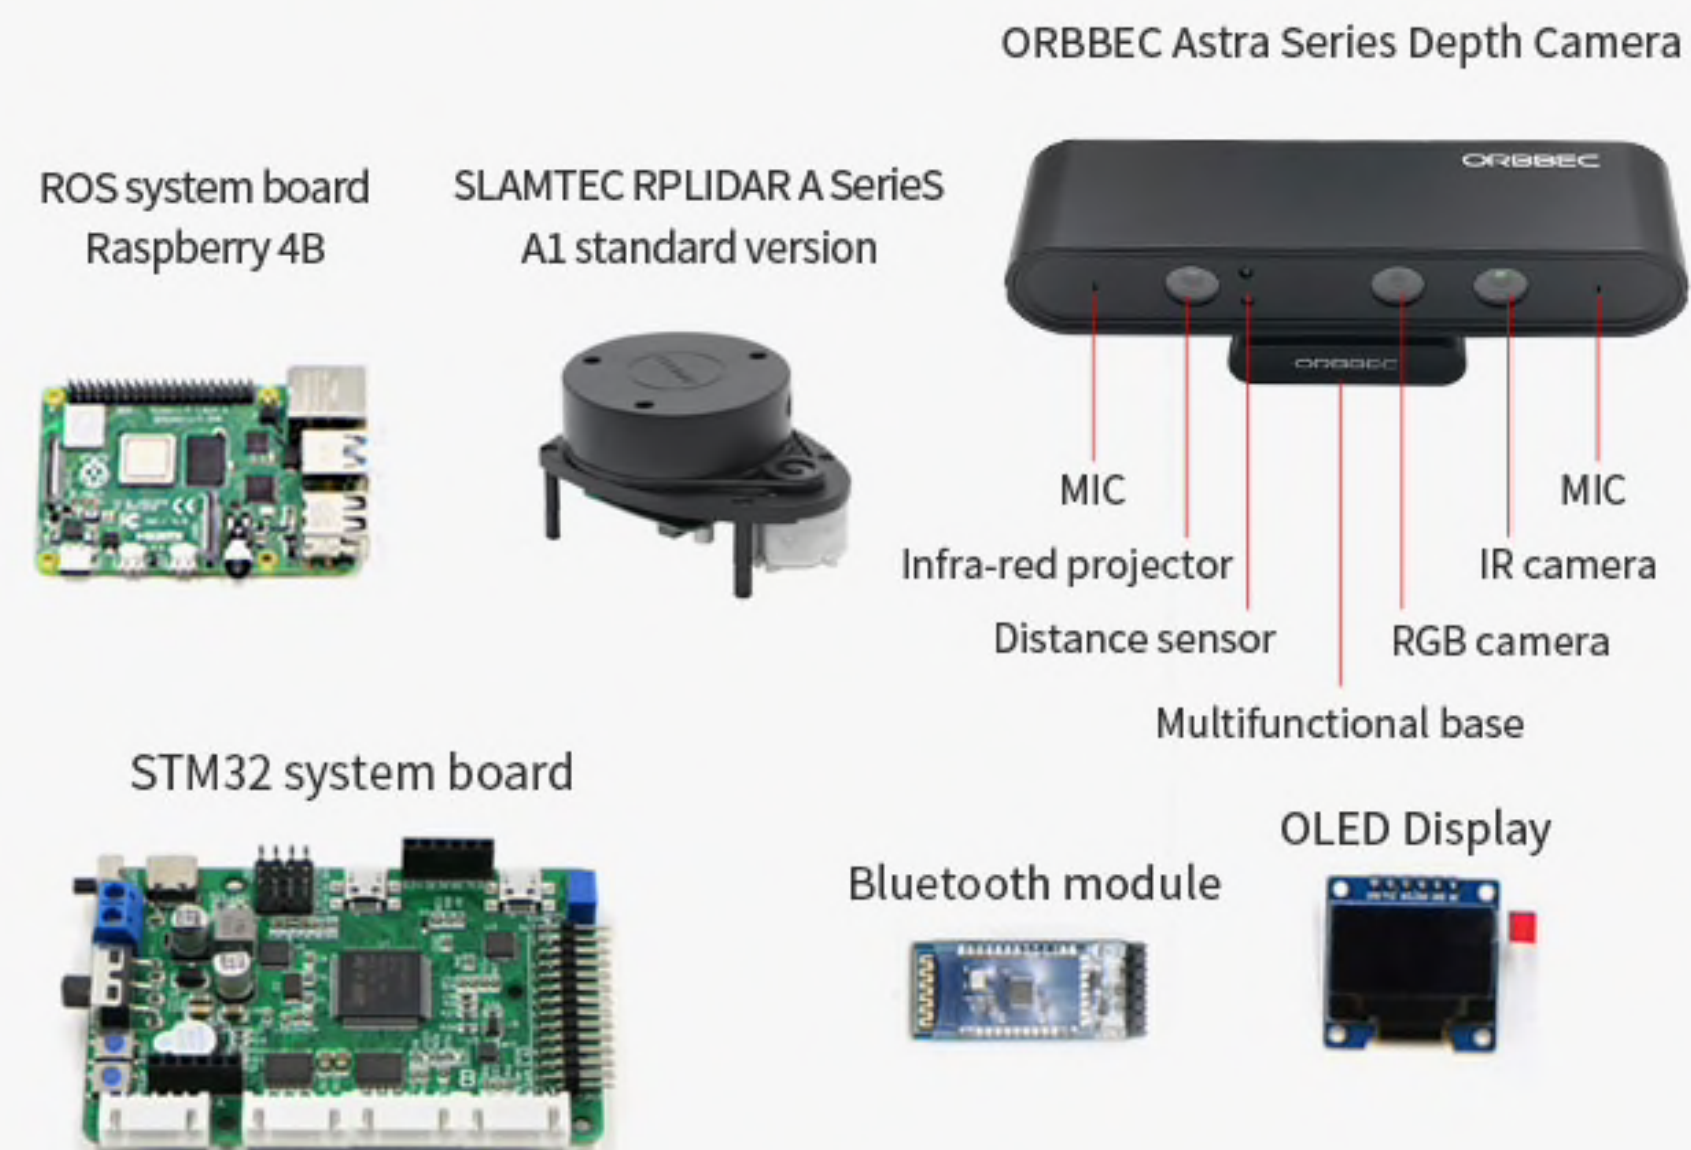 ORBBEC Astra Series Depth Camera
ROS system board
Raspberry 4B
SLAMTEC RPLIDAR A SerieS
A1 standard version
ORBBEC
ORBBEC
MIC
MIC
Infra-red projector
IR camera
Distance sensor
RGB camera
Multifunctional base
STM32 system board
Bluetooth module
OLED Display